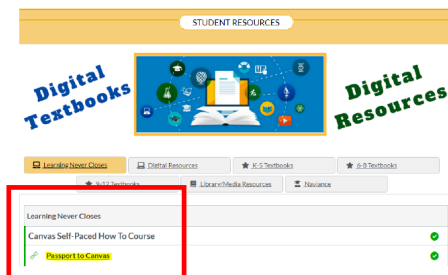 STUDENT RESOURCES
Digital Textbooks
Digital Resources
Learning Never Closes
Digital Resources
K-5 Textbooks
6-8 Textbooks
9-12 Textbooks
Library/Media Resources
Naviance
Learning Never Closes
Canvas Self-Paced How To Course
Passport to Canvas